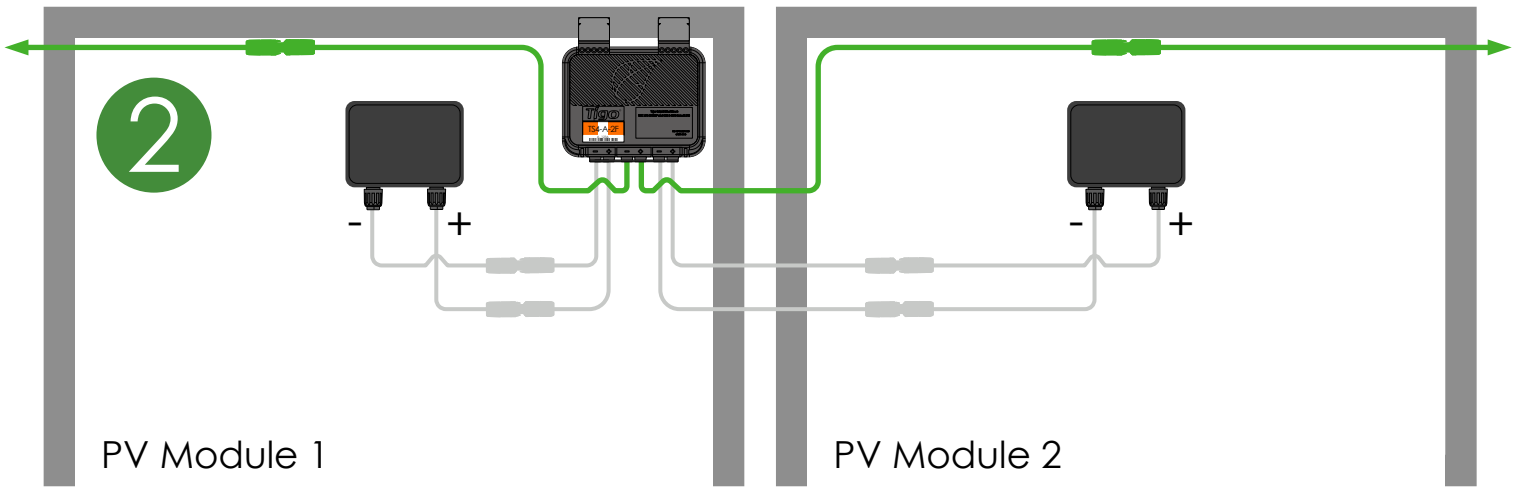 2
Tigo
TS4-A-2F
- +
- +
- +
- +
- +
PV Module 1
PV Module 2